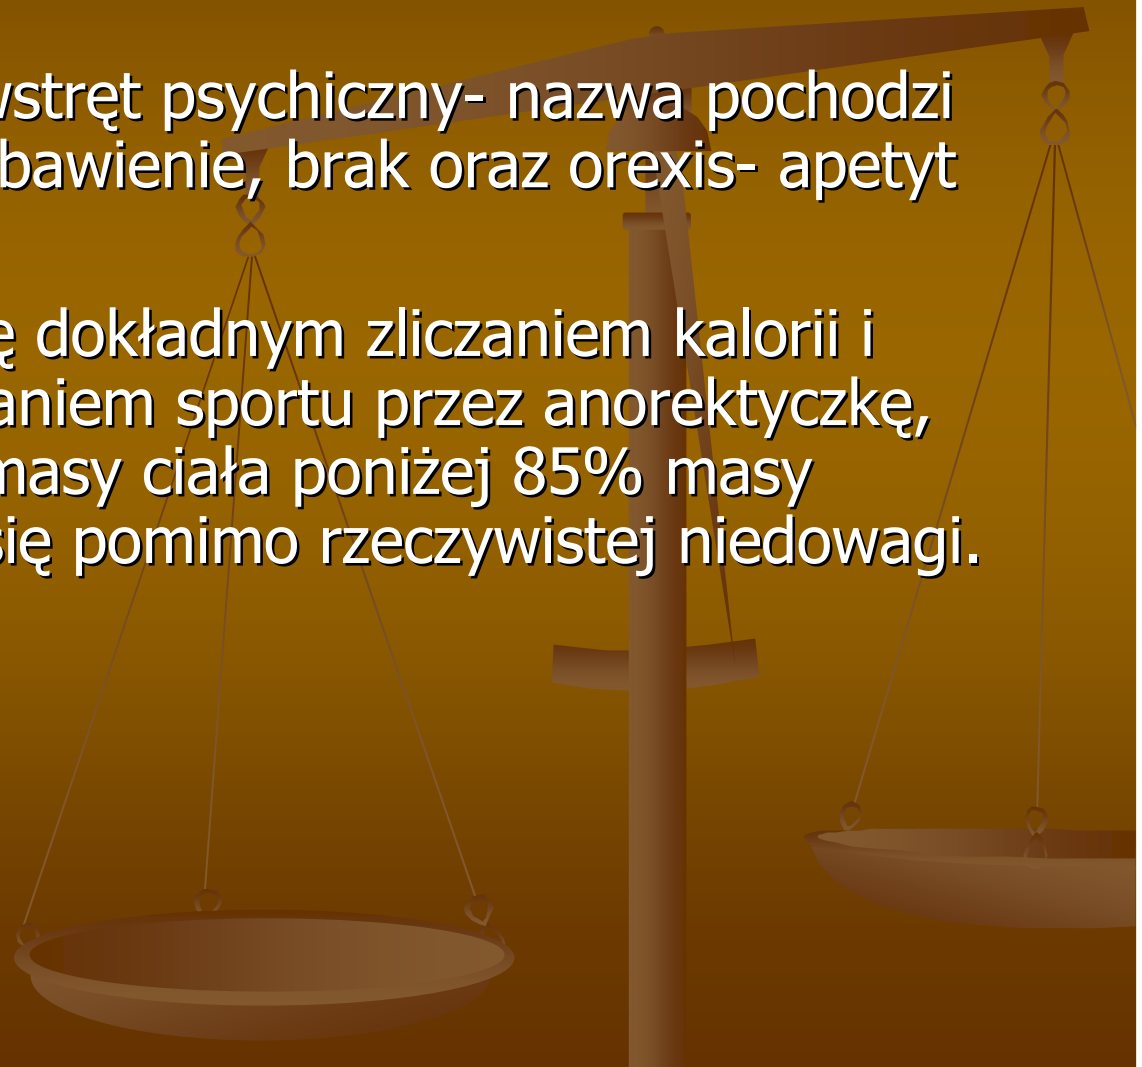 wstręt psychiczny- nazwa pochodzi
bawienie, brak oraz orexis- apetyt
ę dokładnym zliczaniem kalorii i
aniem sportu przez anorektyczkę,
masy ciała poniżej 85% masy
się pomimo rzeczywistej niedowagi.